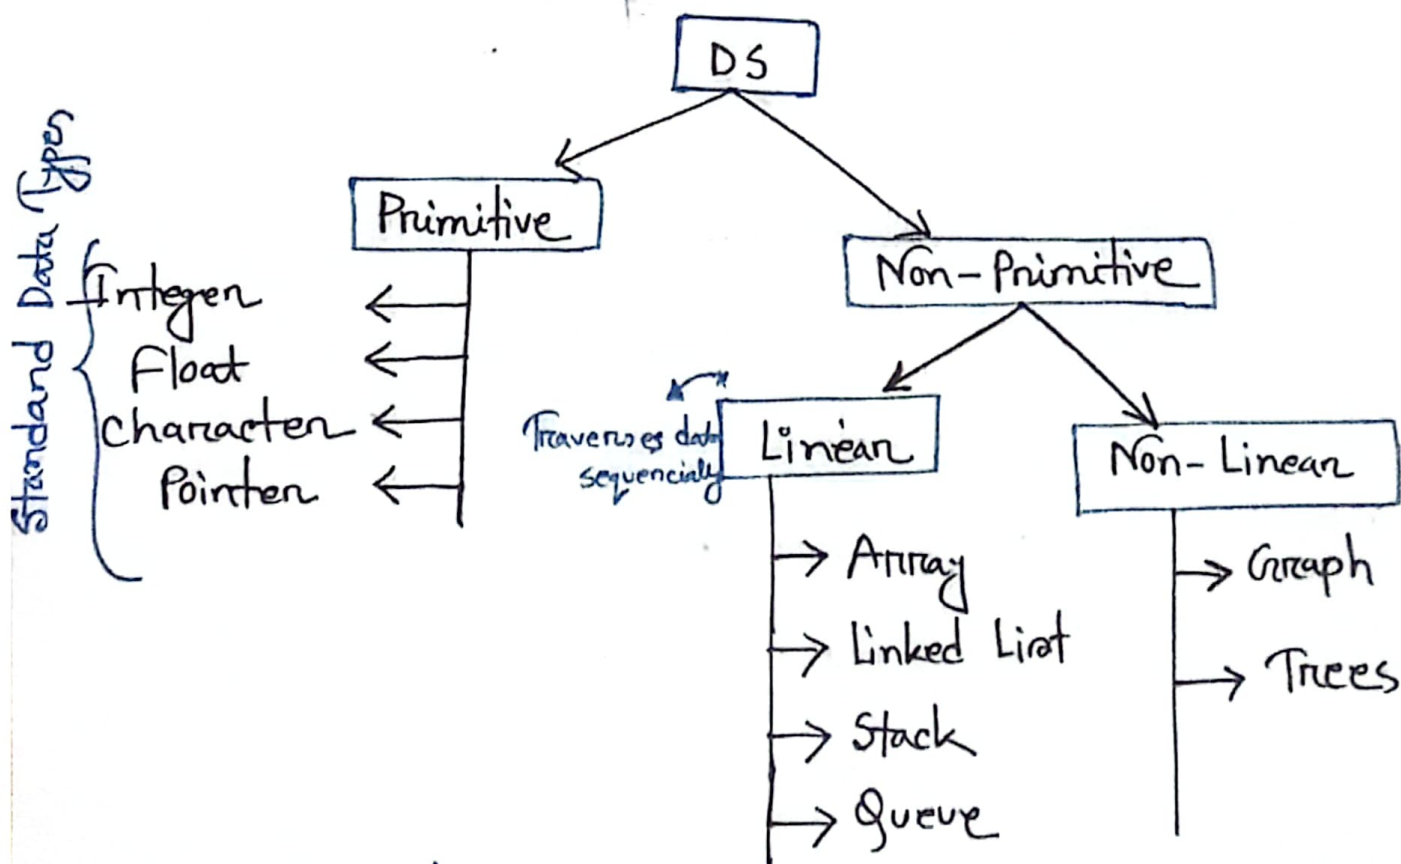 DS
Primitive
Non-Primitive
Standard Data Types
Integer
Float
Character
Pointer
Traverses data
sequencialy
Linear
Non-Linear
Array
Linked List
Stack
Queue
Graph
Trees